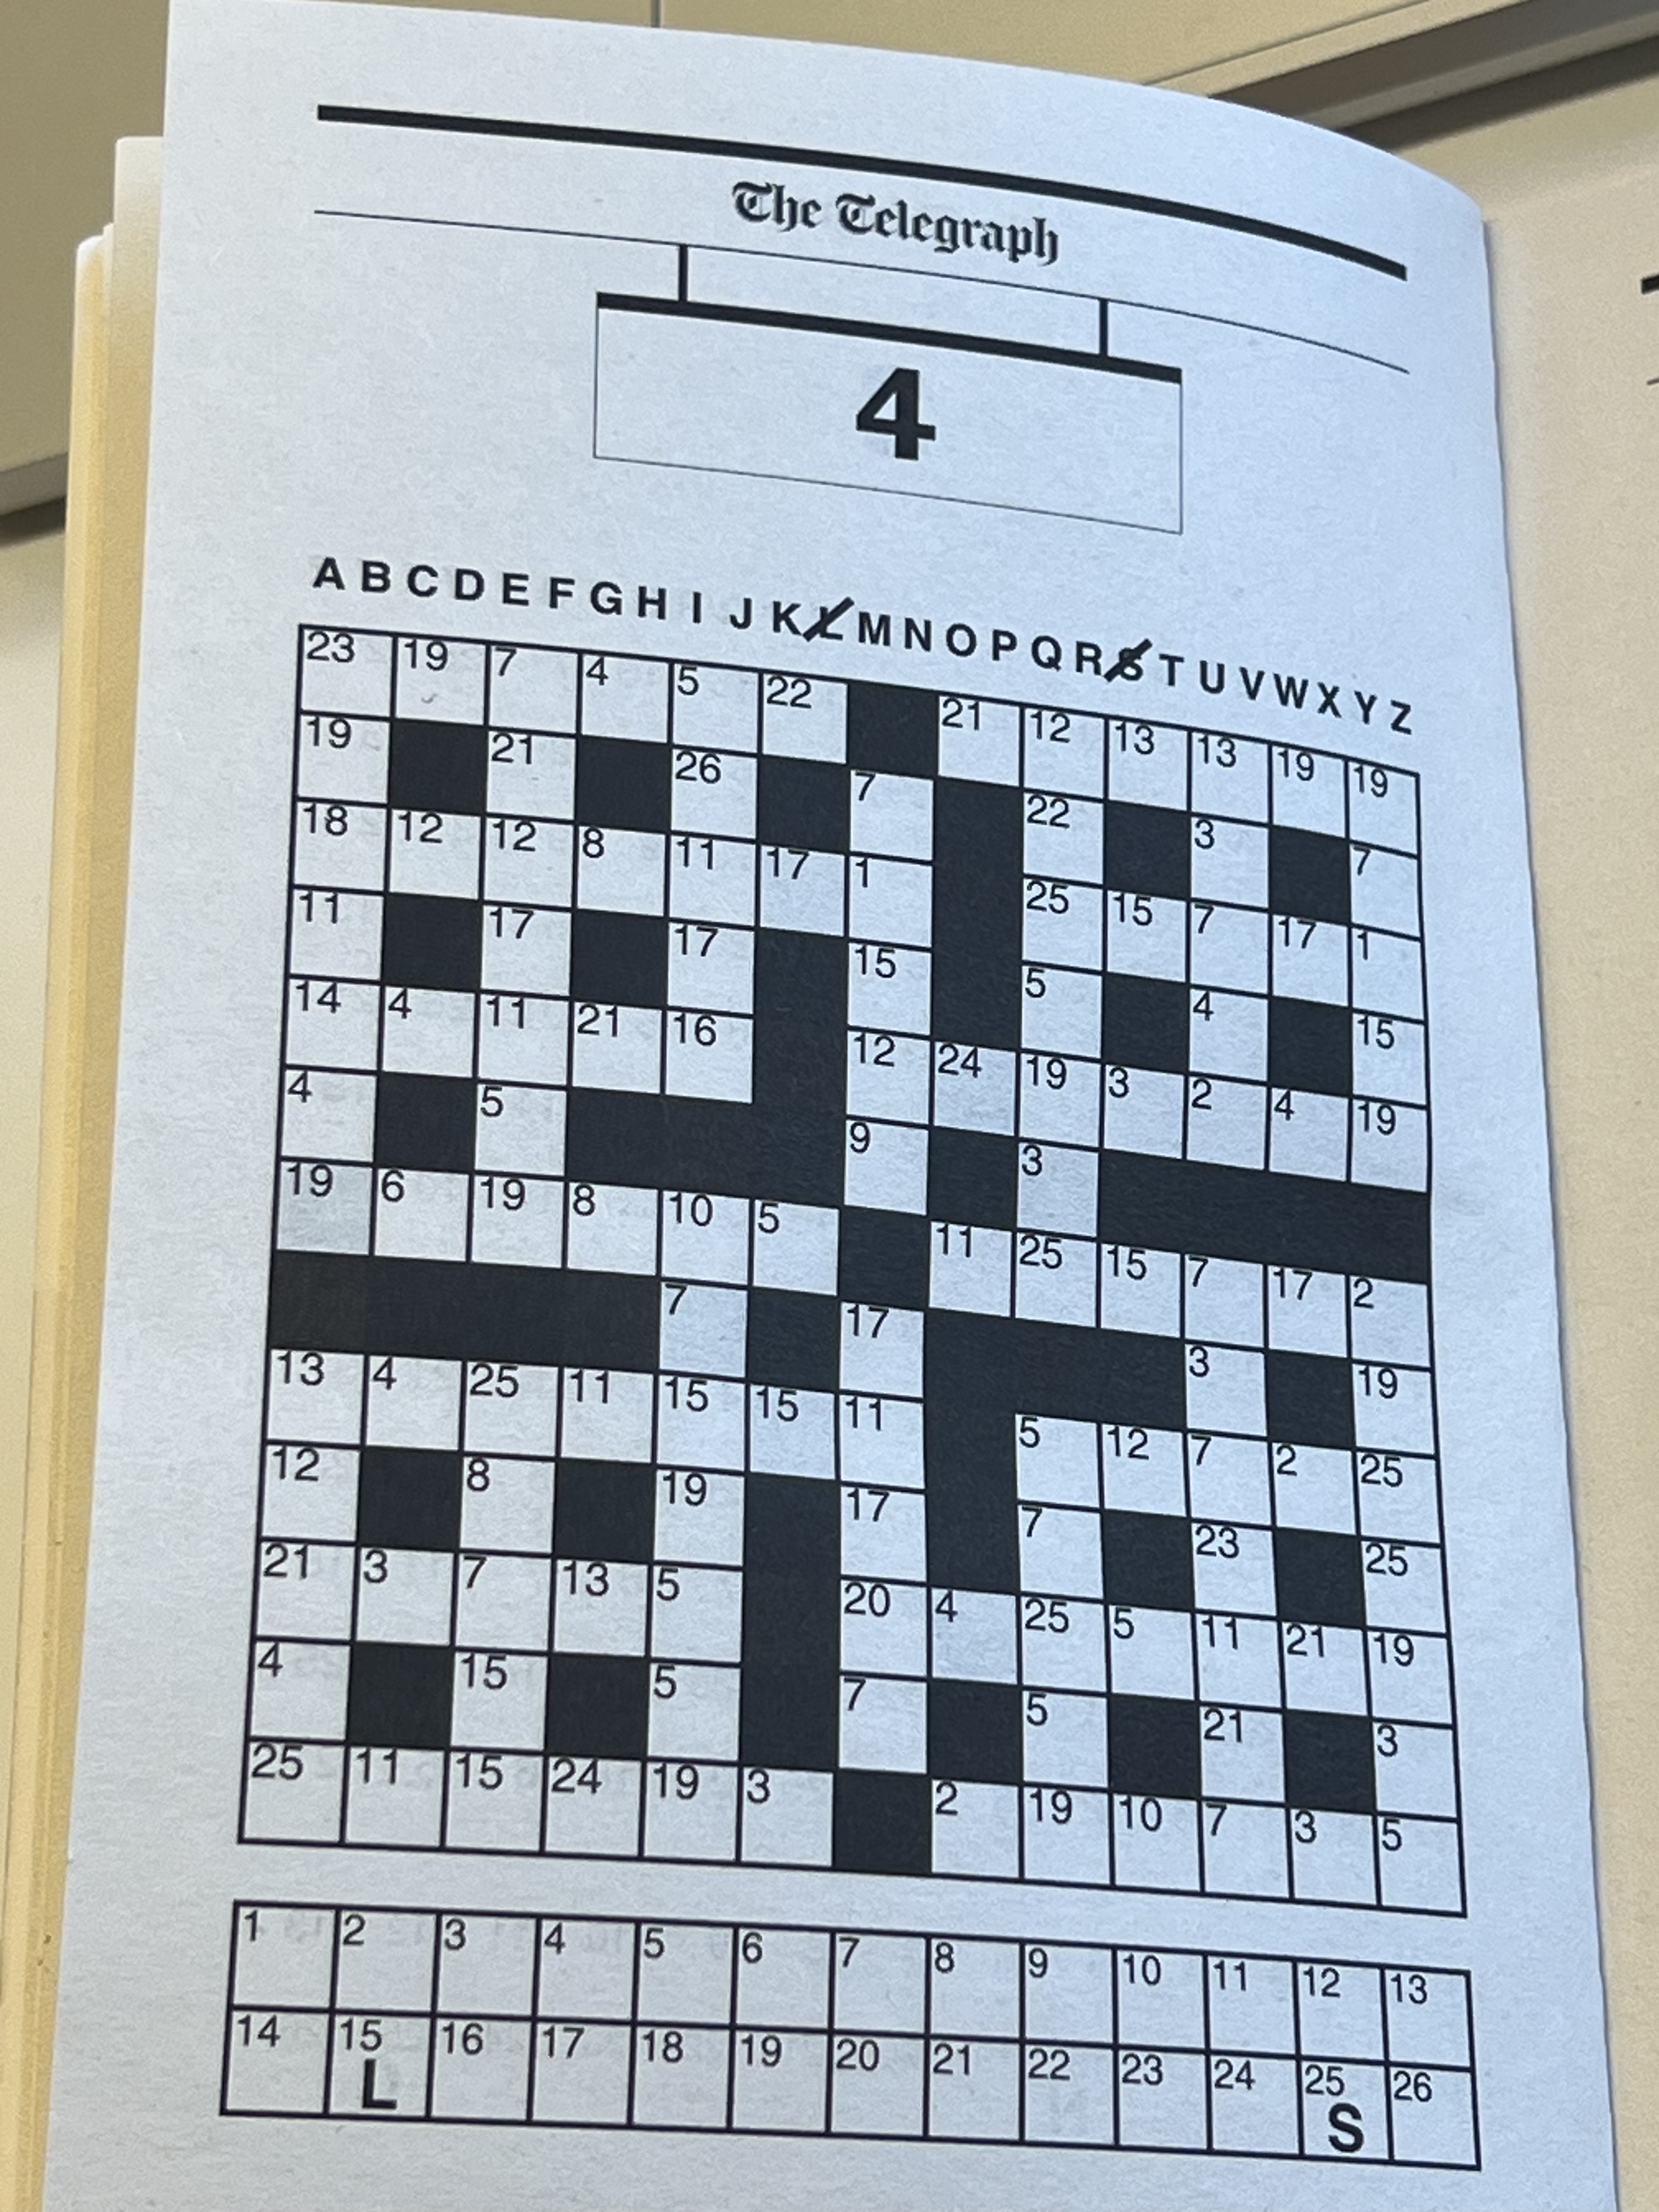 The Telegraph
4
A B C D E F G H I J K L M N O P Q R S T U V W X Y Z
23 19 7 4 5 22 21 12 13 13 19 19
19 21 26 7 22 3 7
18 12 12 8 11 17 1 25 15 7 17 1
11 17 17 15 5 4 15
14 4 11 21 16 12 24 19 3 2 4 19
4 5 9 3
19 6 19 8 10 5 11 25 15 7 17 2
7 17 3 19
13 4 25 11 15 15 11 5 12 7 2 25
12 8 19 17 7 23 25
21 3 7 13 5 20 4 25 5 11 21 19
4 15 5 7 5 21 3
25 11 15 24 19 3 2 19 10 7 3 5
1 2 3 4 5 6 7 8 9 10 11 12 13
14 15 16 17 18 19 20 21 22 23 24 25 26
L S